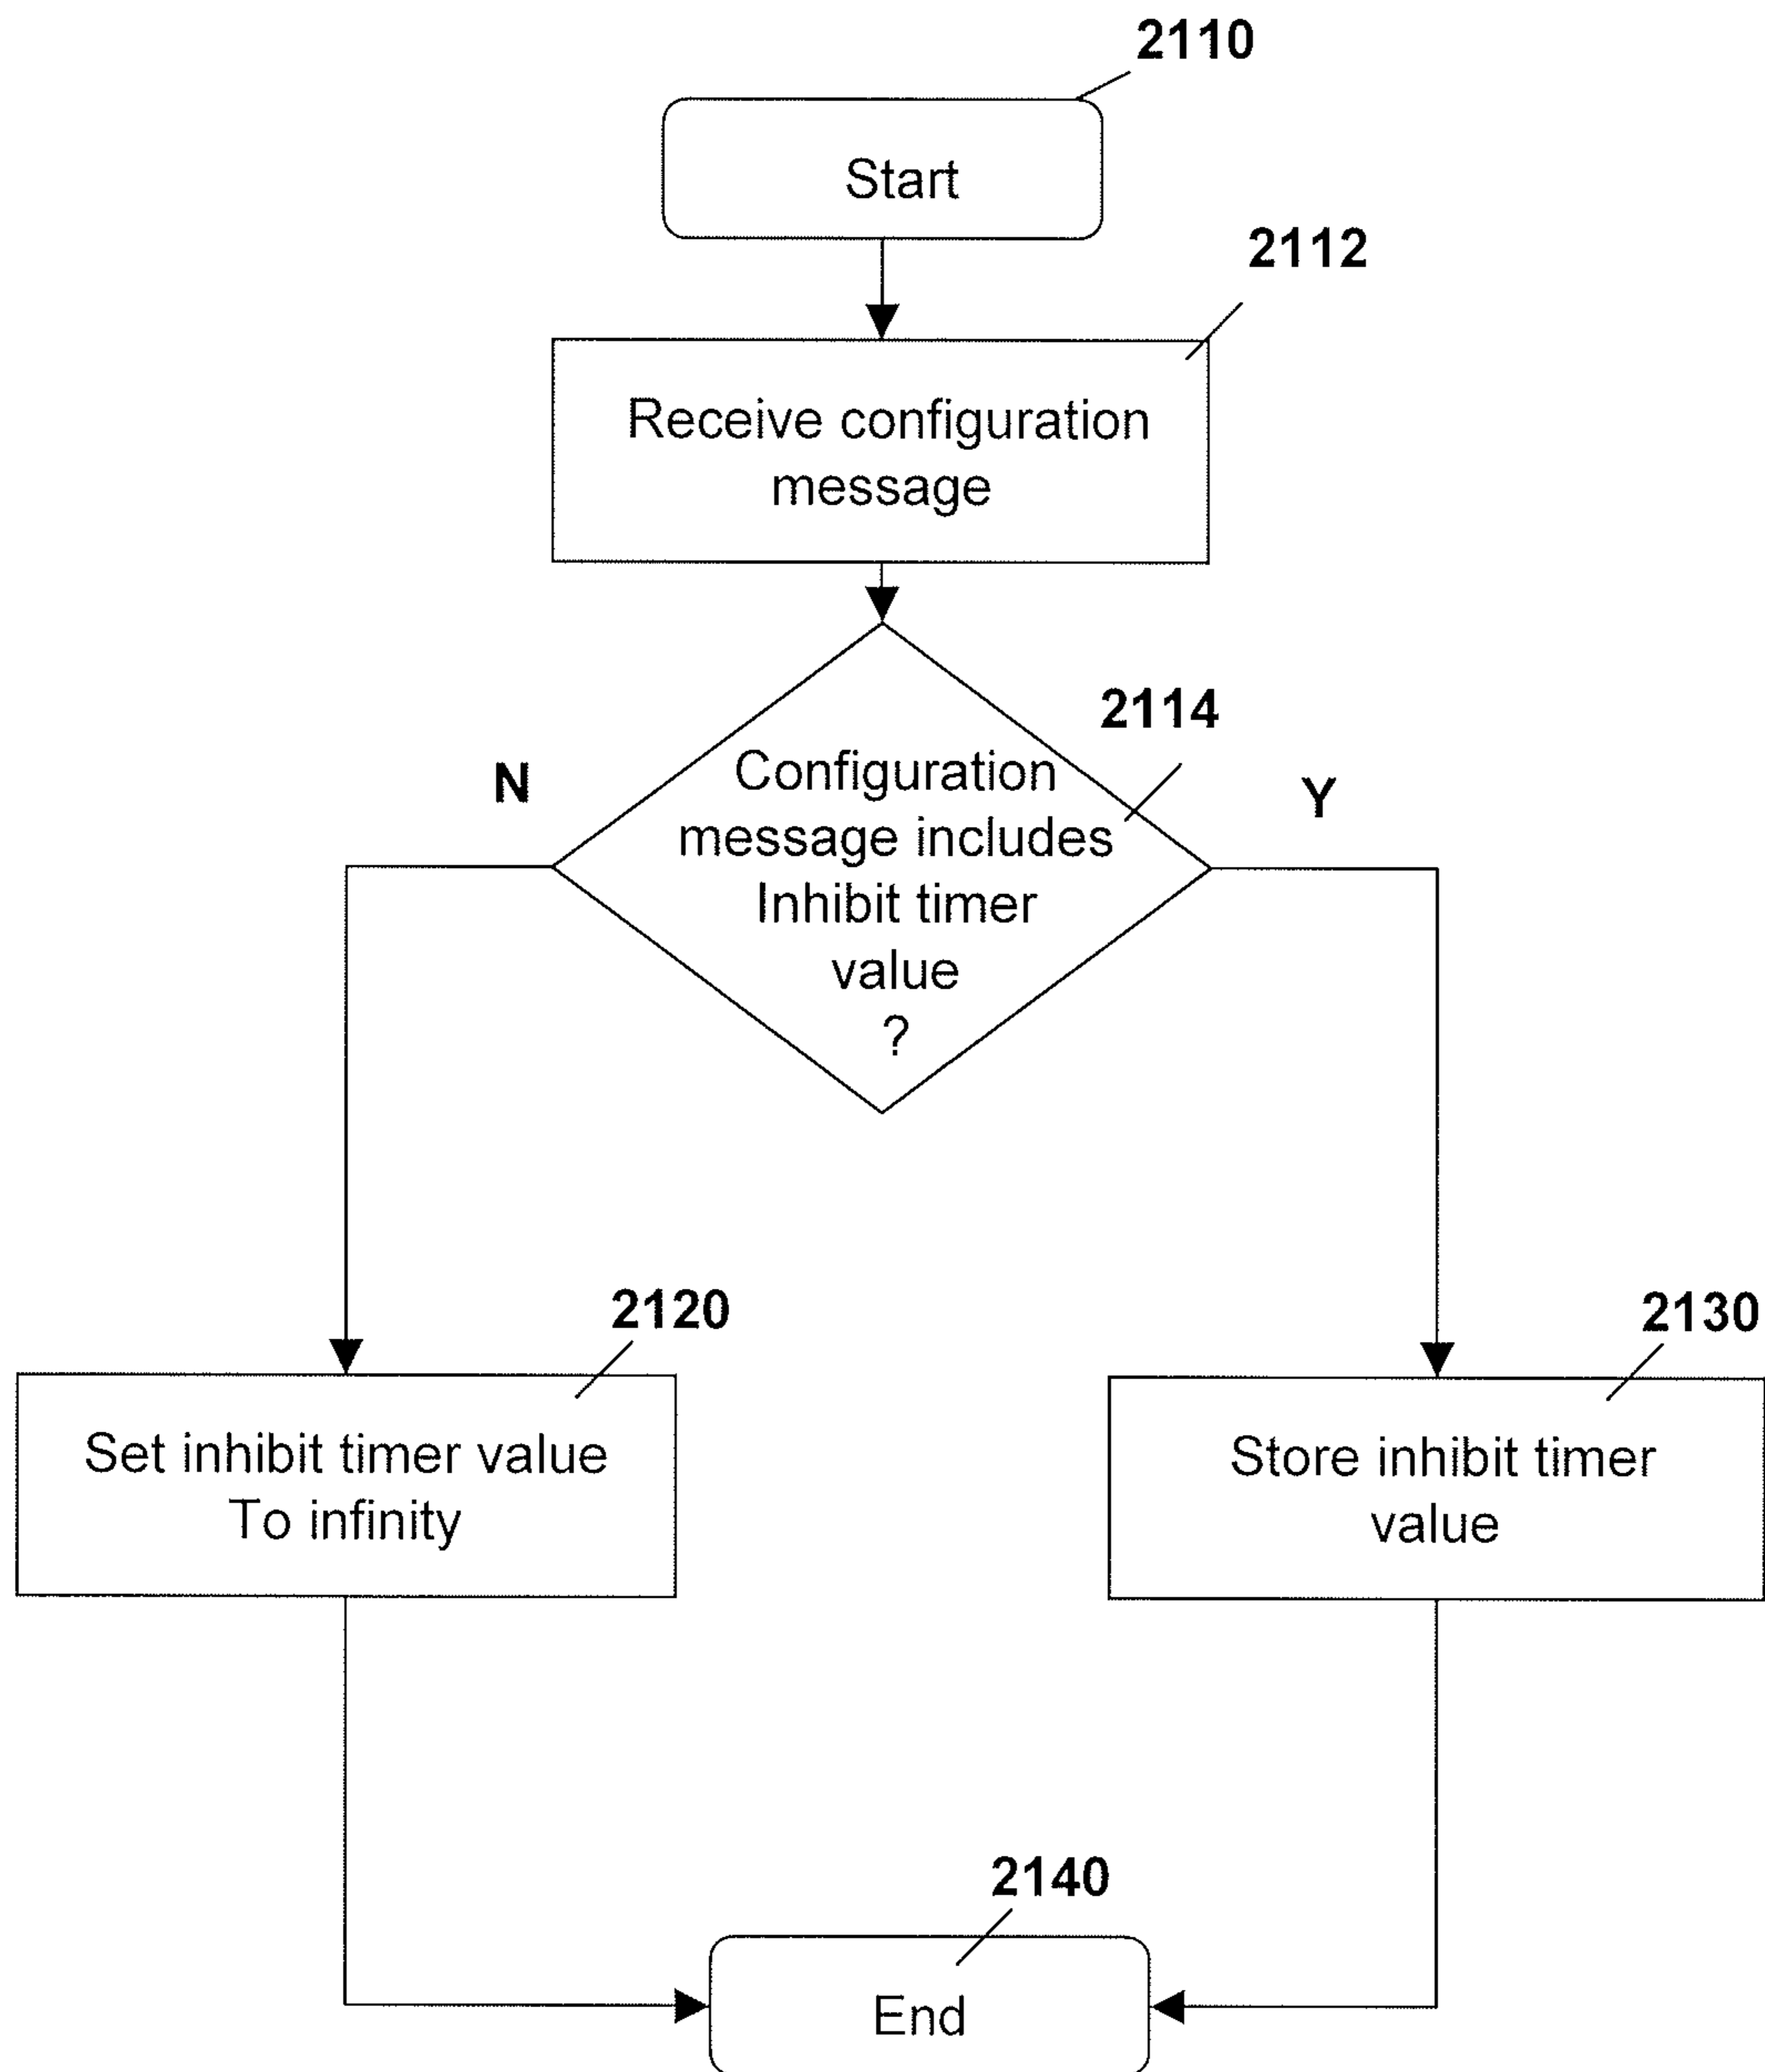 2110
Start
2112
Receive configuration
message
2114
N
Y
Configuration
message includes
Inhibit timer
value
?
2120
2130
Set inhibit timer value
To infinity
Store inhibit timer
value
2140
End